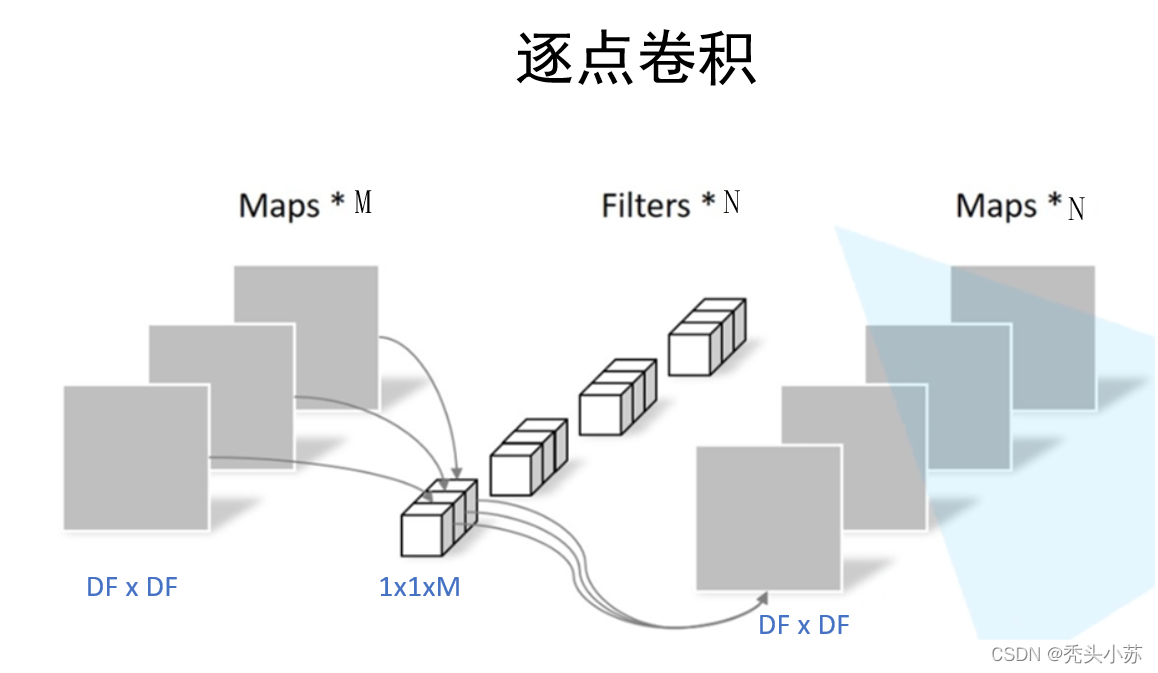 逐点卷积
Maps * M
Filters * N
Maps * N
DF x DF
1x1xM
DF x DF
CSDN @秃头小苏